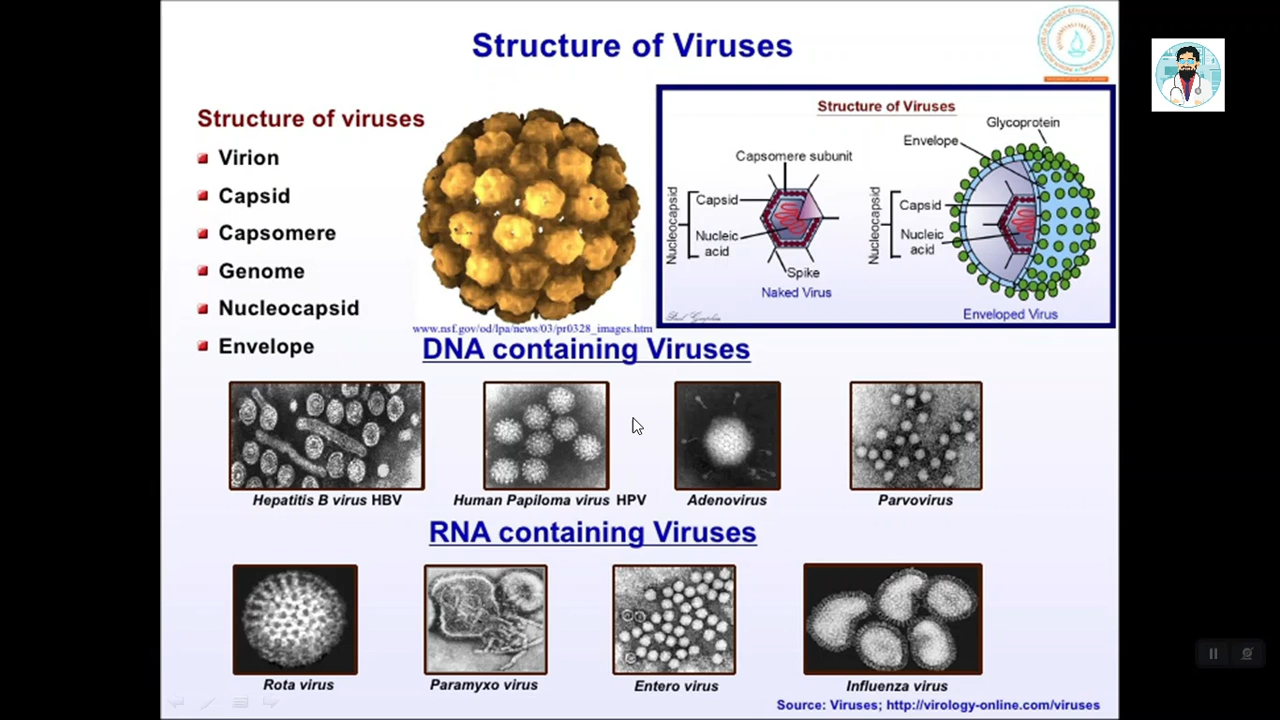 Structure of Viruses
Structure of viruses
Virion
Capsid
Capsomere
Genome
Nucleocapsid
Envelope
www.nsf.gov/od/lpa/news/03/pr0328_images.htm
Structure of Viruses
Capsomere subunit
Nucleocapsid
Capsid
Nucleic
acid
Spike
Naked Virus
Glycoprotein
Envelope
Nucleocapsid
Capsid
Nucleic
acid
Enveloped Virus
DNA containing Viruses
Hepatitis B virus HBV
Human Papiloma virus HPV
Adenovirus
Parvovirus
RNA containing Viruses
Rota virus
Paramyxo virus
Entero virus
Influenza virus
Source: Viruses; http://virology-online.com/viruses